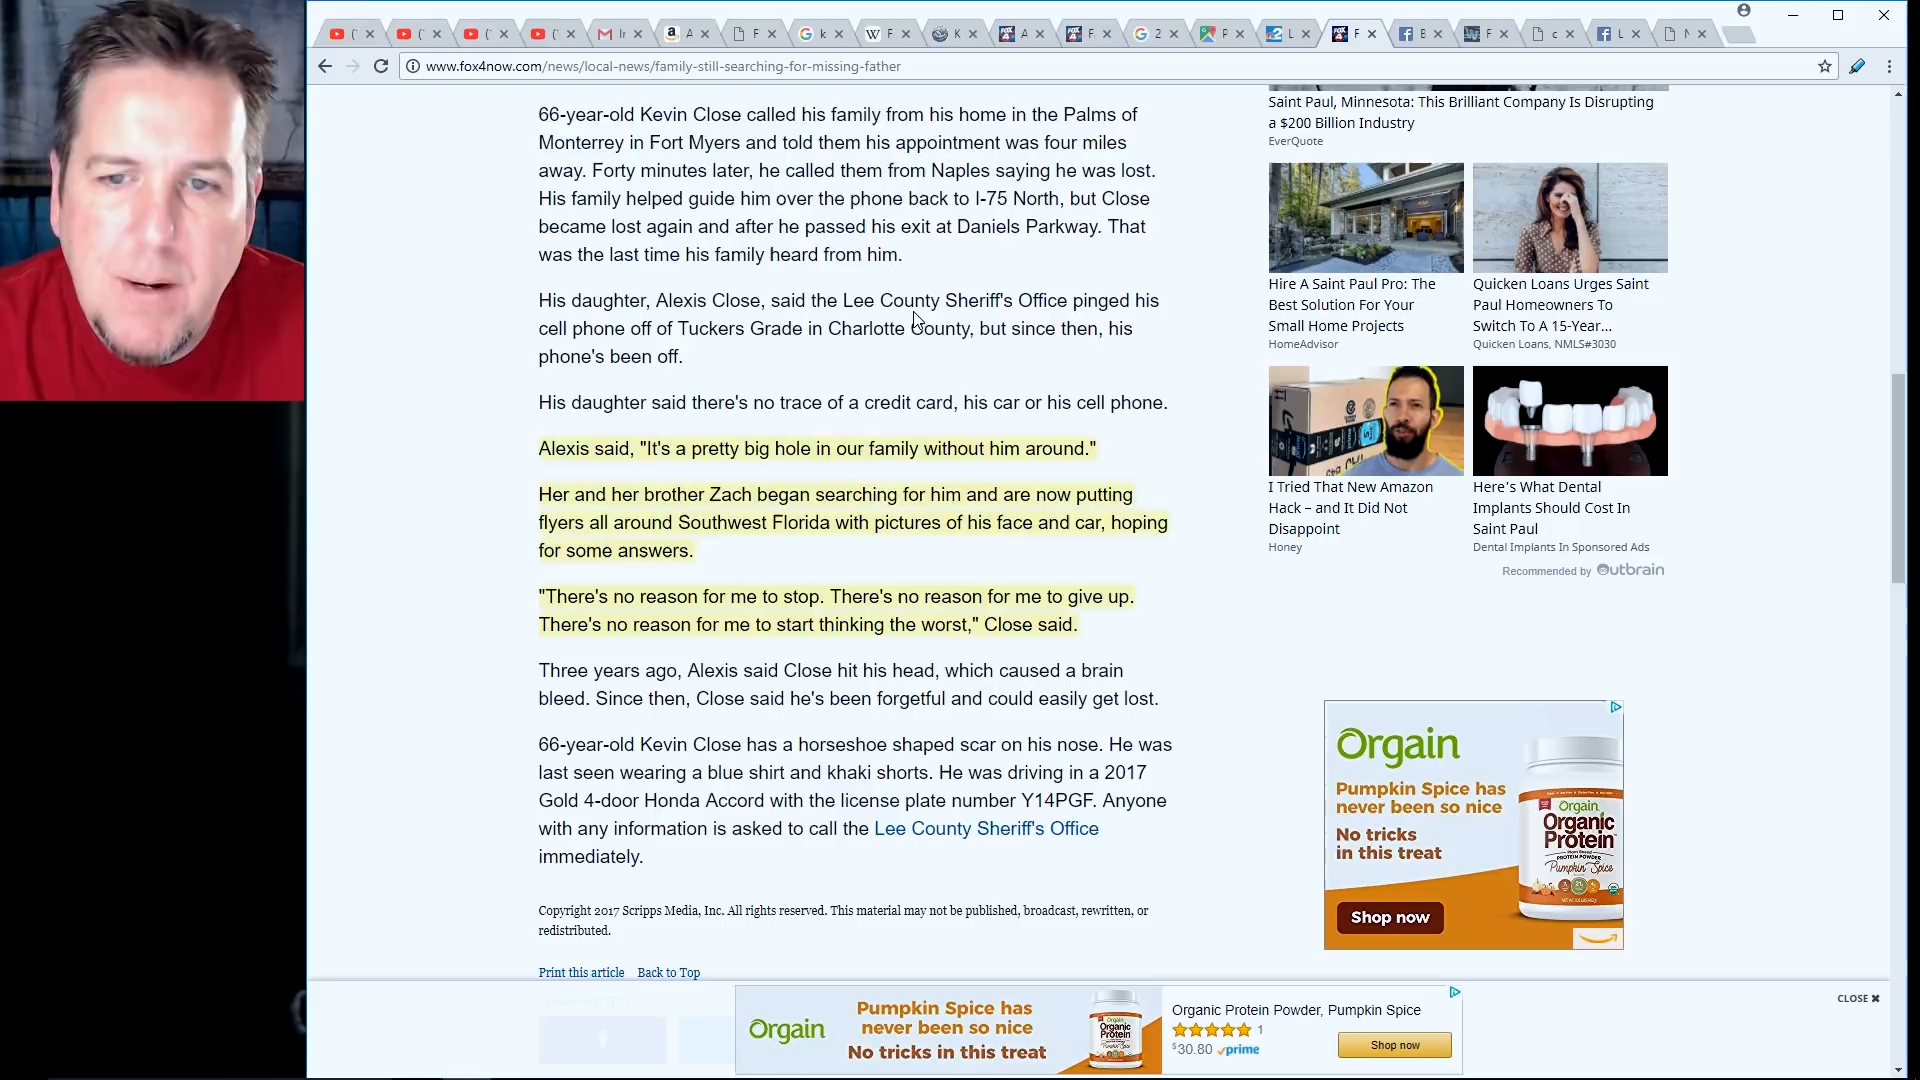 www.fox4now.com/news/local-news/family-still-searching-for-missing-father
66-year-old Kevin Close called his family from his home in the Palms of
Monterrey in Fort Myers and told them his appointment was four miles
away. Forty minutes later, he called them from Naples saying he was lost.
His family helped guide him over the phone back to I-75 North, but Close
became lost again and after he passed his exit at Daniels Parkway. That
was the last time his family heard from him.
His daughter, Alexis Close, said the Lee County Sheriff's Office pinged his
cell phone off of Tuckers Grade in Charlotte County, but since then, his
phone's been off.
His daughter said there's no trace of a credit card, his car or his cell phone.
Alexis said, "It's a pretty big hole in our family without him around."
Her and her brother Zach began searching for him and are now putting
flyers all around Southwest Florida with pictures of his face and car, hoping
for some answers.
"There's no reason for me to stop. There's no reason for me to give up.
There's no reason for me to start thinking the worst," Close said.
Three years ago, Alexis said Close hit his head, which caused a brain
bleed. Since then, Close said he's been forgetful and could easily get lost.
66-year-old Kevin Close has a horseshoe shaped scar on his nose. He was
last seen wearing a blue shirt and khaki shorts. He was driving in a 2017
Gold 4-door Honda Accord with the license plate number Y14PGF. Anyone
with any information is asked to call the Lee County Sheriff's Office
immediately.
Copyright 2017 Scripps Media, Inc. All rights reserved. This material may not be published, broadcast, rewritten, or
redistributed.
Print this article Back to Top
Saint Paul, Minnesota: This Brilliant Company Is Disrupting
a $200 Billion Industry
EverQuote
Hire A Saint Paul Pro: The
Best Solution For Your
Small Home Projects
HomeAdvisor
Quicken Loans Urges Saint
Paul Homeowners To
Switch To A 15-Year...
Quicken Loans, NMLS#3030
I Tried That New Amazon
Hack – and It Did Not
Disappoint
Honey
Here's What Dental
Implants Should Cost In
Saint Paul
Dental Implants In Sponsored Ads
Recommended by Outbrain
Orgain
Pumpkin Spice has
never been so nice
No tricks
in this treat
Shop now
Orgain
Organic
Protein
Pumpkin Spice
CLOSE ✖
Orgain
Pumpkin Spice has
never been so nice
No tricks in this treat
Orgain
Organic
Protein
Organic Protein Powder, Pumpkin Spice
1
$30.80 prime
Shop now